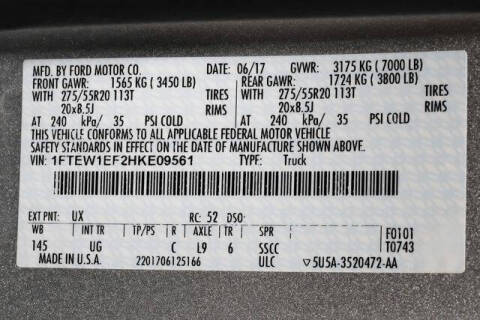 MFD. BY FORD MOTOR CO. DATE: 06/17 GVWR: 3175 KG (7000 LB)
FRONT GAWR: 1565 KG (3450 LB) REAR GAWR: 1724 KG (3800 LB)
WITH 275/55R20 113T TIRES WITH 275/55R20 113T TIRES
20x8.5J RIMS 20x8.5J RIMS
AT 240 kPa/ 35 PSI COLD AT 240 kPa/ 35 PSI COLD
THIS VEHICLE CONFORMS TO ALL APPLICABLE FEDERAL MOTOR VEHICLE
SAFETY STANDARDS IN EFFECT ON THE DATE OF MANUFACTURE SHOWN ABOVE.
VIN: 1FTEW1EF2HKE09561 TYPE: Truck
EXT PNT: UX RC: 52 DSO:
WB TP/PS R AXLE TR SPR F0101
145 UG C L9 6 SSCC T0743
MADE IN U.S.A. 2201706125166 ULC ▽5U5A-3520472-AA